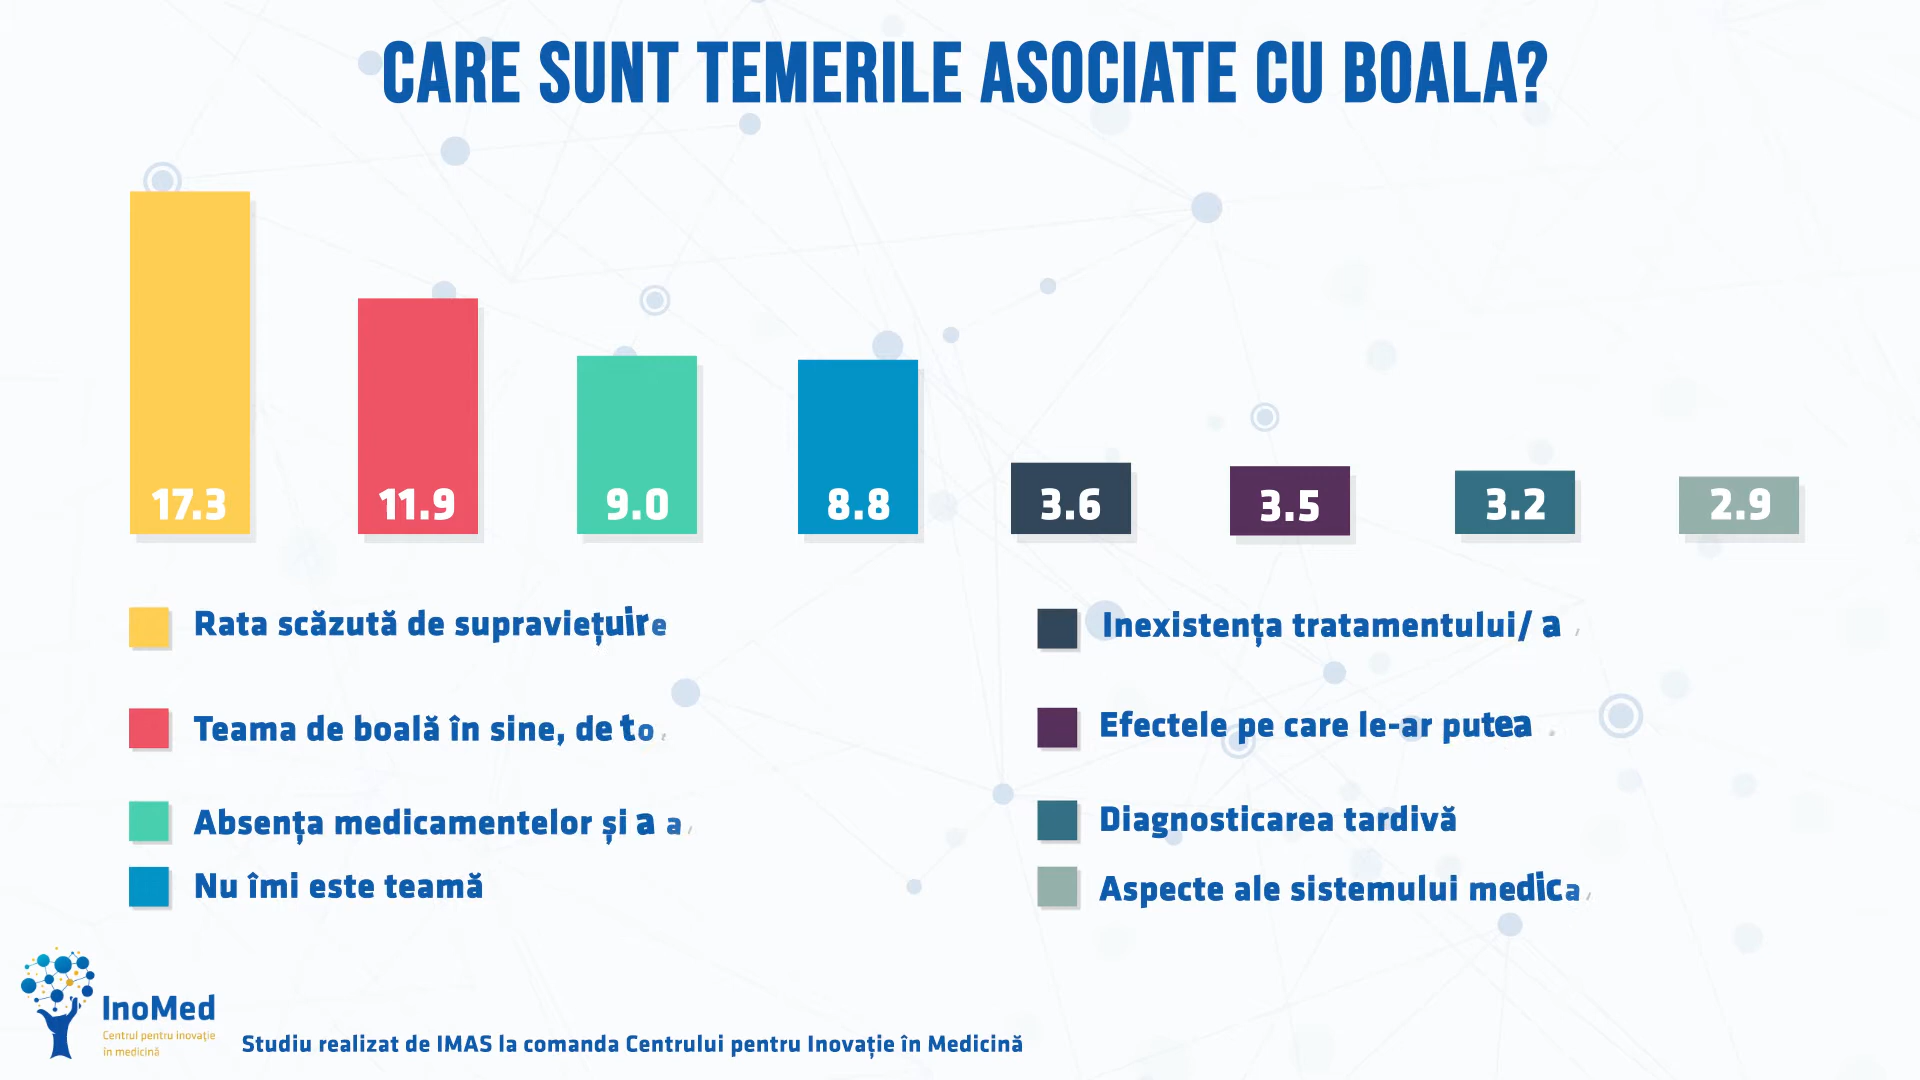 CARE SUNT TEMERILE ASOCIATE CU BOALA?
17.3 11.9 9.0 8.8 3.6 3.5 3.2 2.9
Rata scăzută de supraviețuire
Teama de boală în sine, de to
Absența medicamentelor și a a
Nu îmi este teamă
Inexistența tratamentului/ a
Efectele pe care le-ar putea
Diagnosticarea tardivă
Aspecte ale sistemului medica
InoMed
Centrul pentru inovație
în medicină
Studiu realizat de IMAS la comanda Centrului pentru Inovație în Medicină